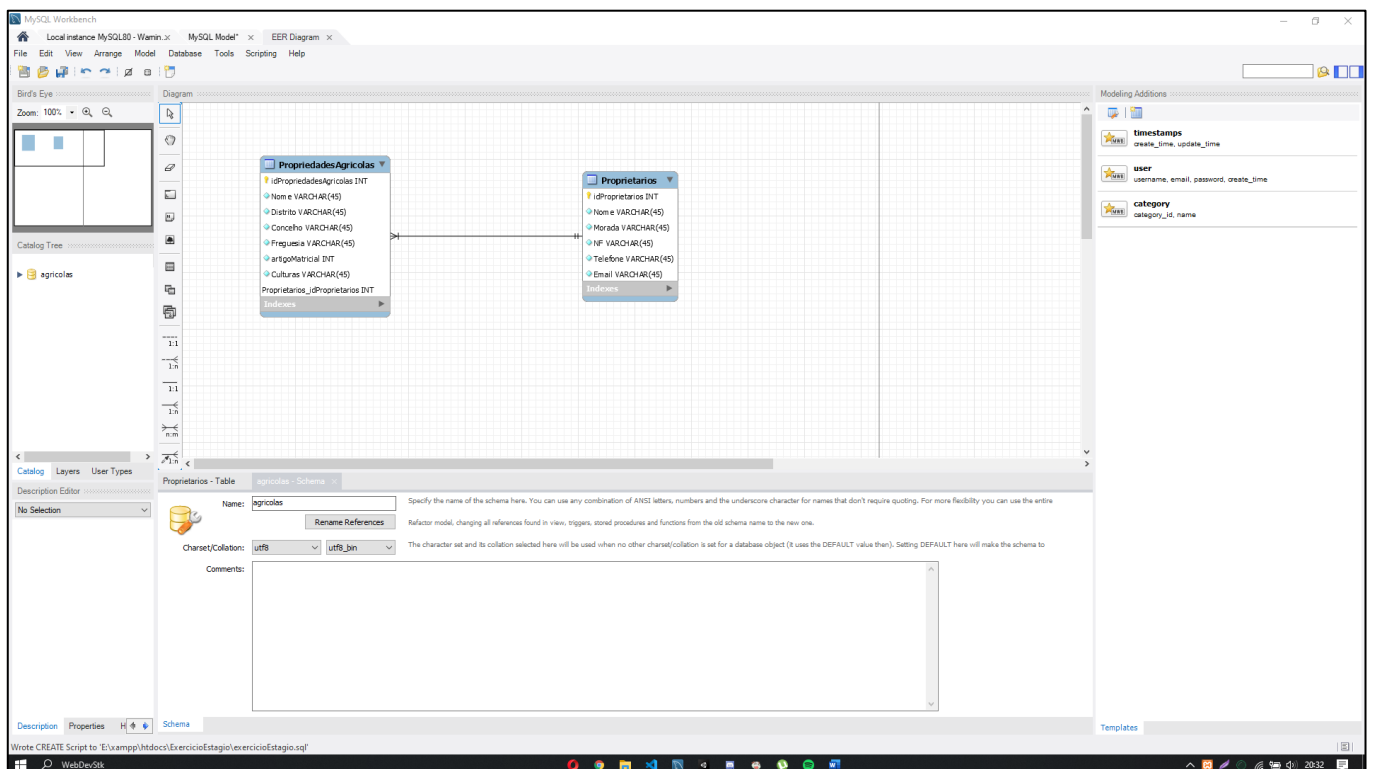 MySQL Workbench
Local instance MySQL80 - Warnin... × MySQL Model* × EER Diagram ×
File Edit View Arrange Model Database Tools Scripting Help
Bird's Eye
Zoom: 100%
Diagram
Modeling Additions
timestamps
create_time, update_time
user
username, email, password, create_time
category
category_id, name
PropriedadesAgricolas
idPropriedadesAgricolas INT
Nome VARCHAR(45)
Distrito VARCHAR(45)
Concelho VARCHAR(45)
Freguesia VARCHAR(45)
artigoMatricial INT
Culturas VARCHAR(45)
Proprietarios_idProprietarios INT
Indexes
Proprietarios
idProprietarios INT
Nome VARCHAR(45)
Morada VARCHAR(45)
NF VARCHAR(45)
Telefone VARCHAR(45)
Email VARCHAR(45)
Indexes
Catalog Tree
agricolas
1:1
1:n
1:1
1:n
n:m
1:n
Catalog Layers User Types
Description Editor
No Selection
Proprietarios - Table agricolas - Schema ×
Name: agricolas
Specify the name of the schema here. You can use any combination of ANSI letters, numbers and the underscore character for names that don't require quoting. For more flexibility you can use the entire
Rename References
Refactor model, changing all references found in view, triggers, stored procedures and functions from the old schema name to the new one.
Charset/Collation: utf8 utf8_bin
The character set and its collation selected here will be used when no other charset/collation is set for a database object (it uses the DEFAULT value then). Setting DEFAULT here will make the schema to
Comments:
Description Properties H
Schema
Templates
Wrote CREATE Script to 'E:\xampp\htdocs\ExercicioEstagio\exercicioEstagio.sql'
WebDevStk
20:32